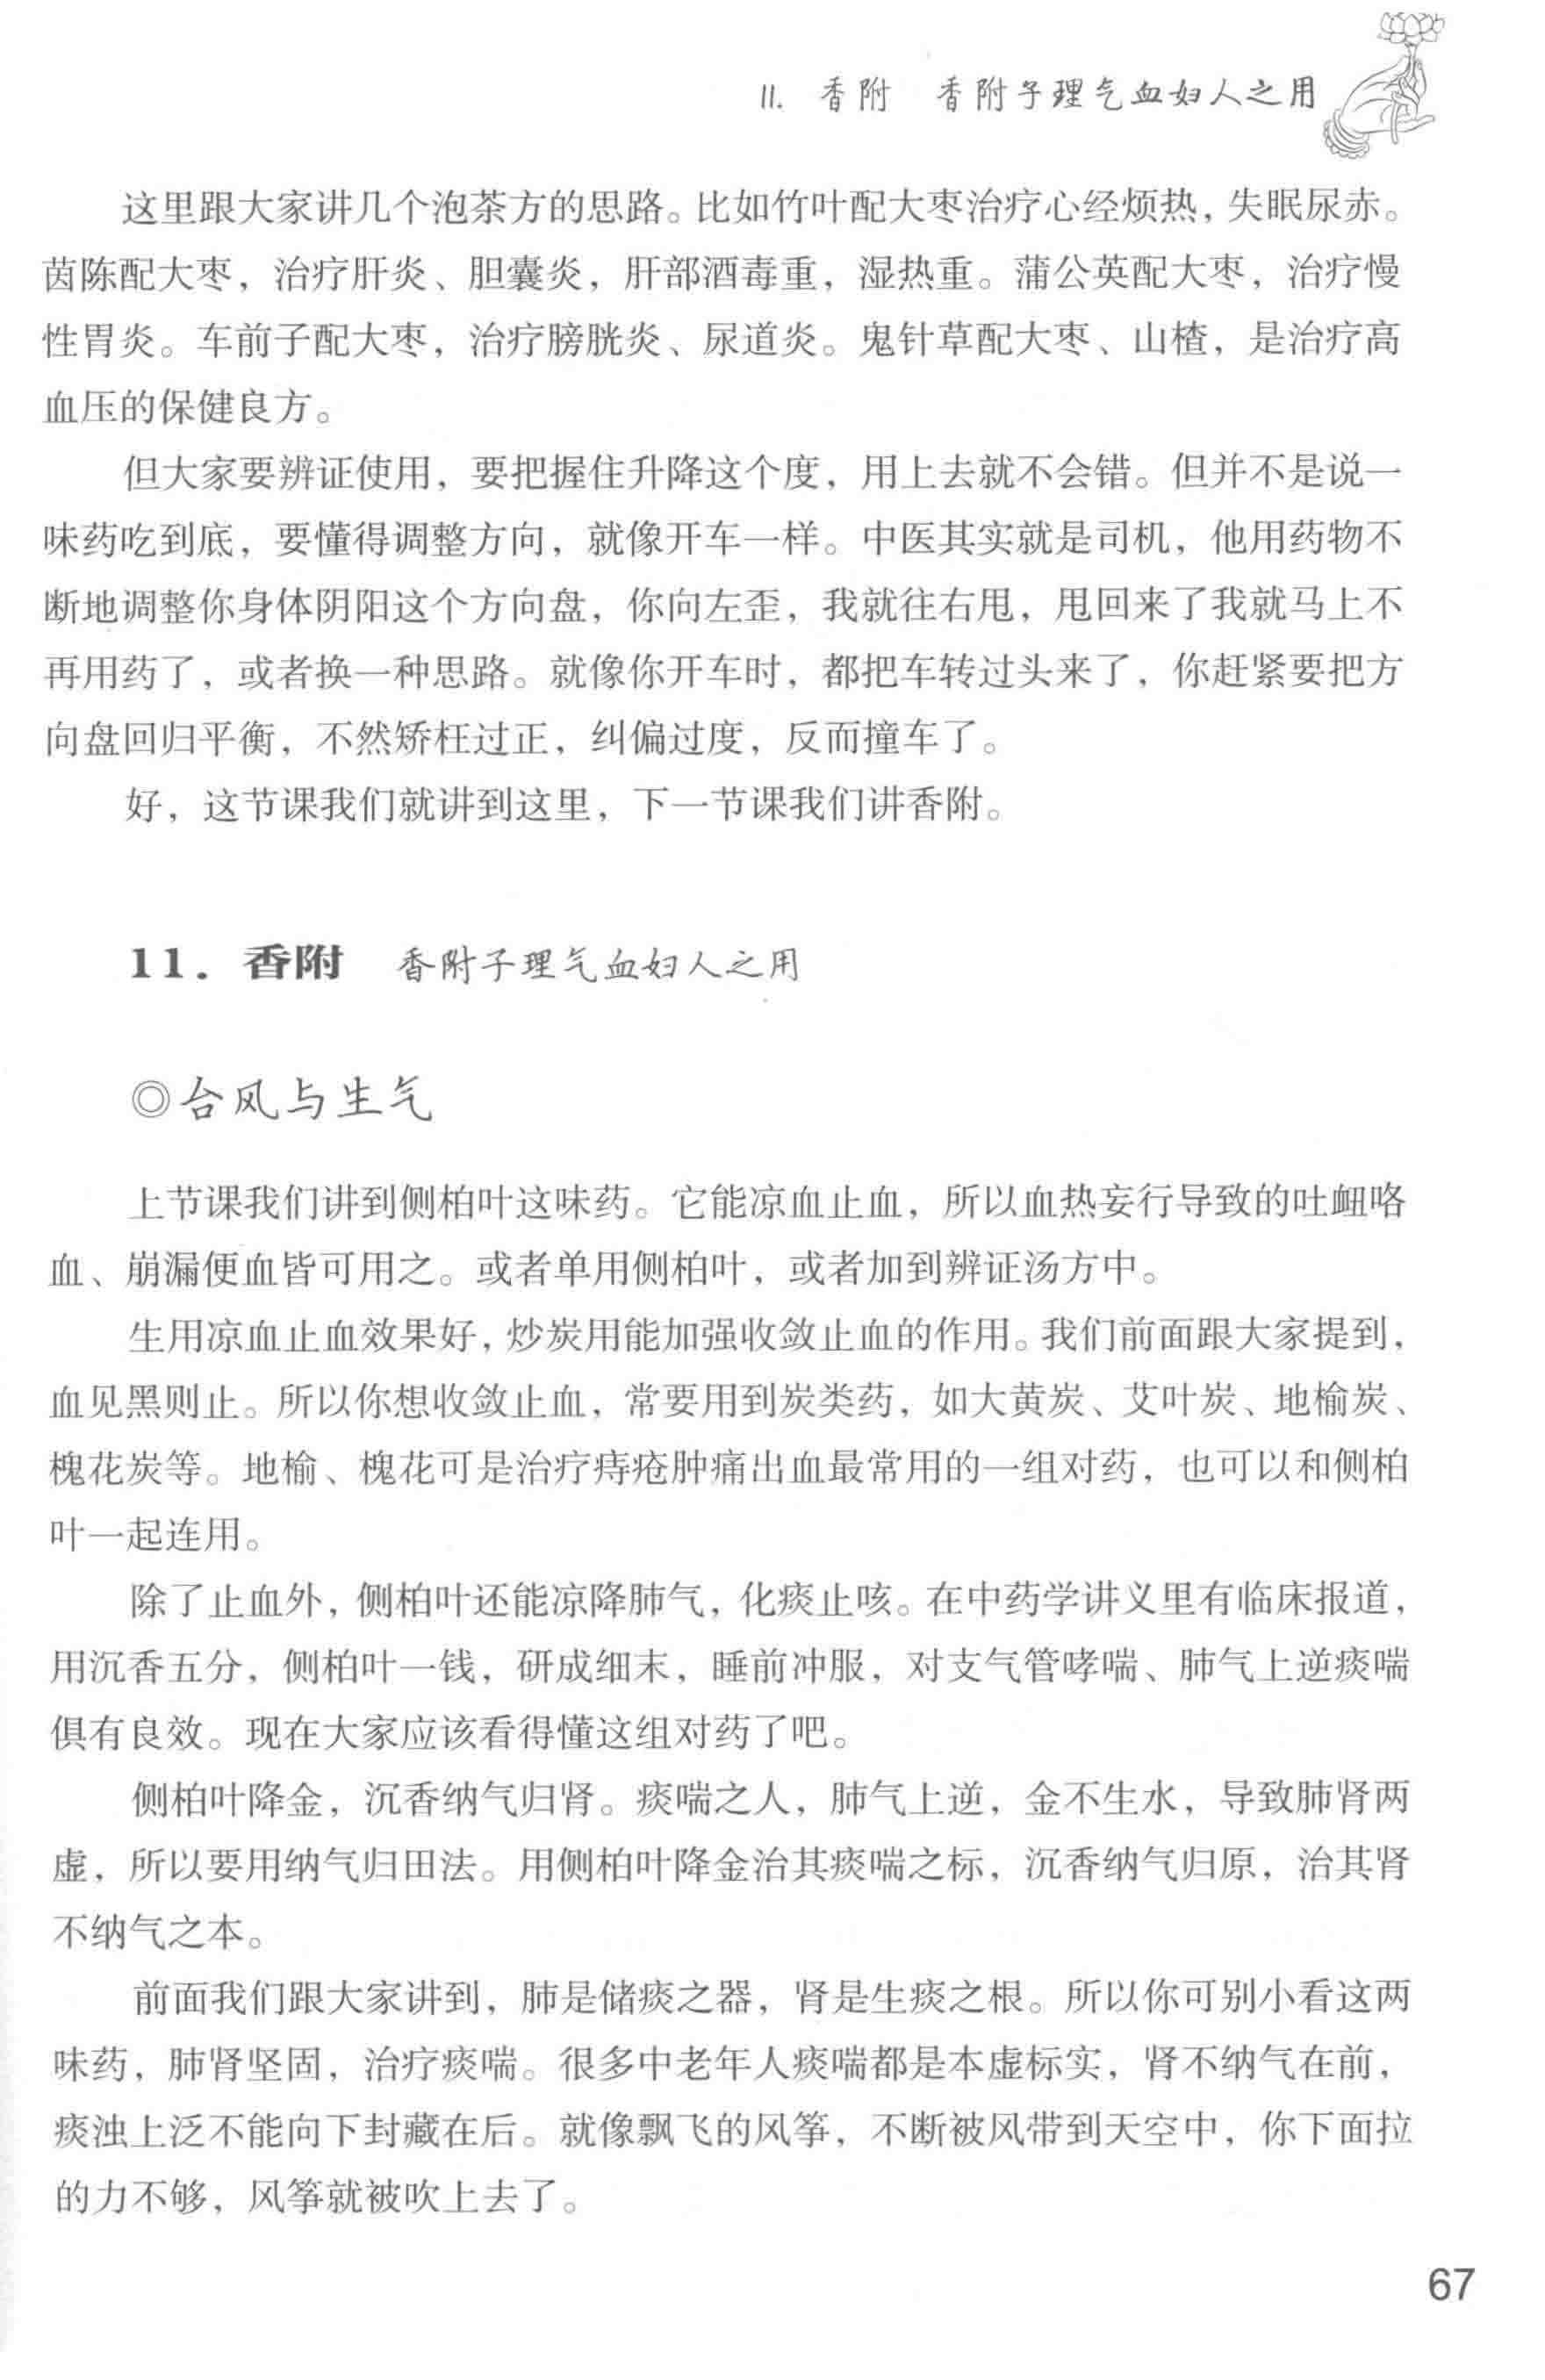 11. 香附　香附子理气血妇人之用
这里跟大家讲几个泡茶方的思路。比如竹叶配大枣治疗心经烦热，失眠尿赤。
茵陈配大枣，治疗肝炎、胆囊炎，肝部酒毒重，湿热重。蒲公英配大枣，治疗慢
性胃炎。车前子配大枣，治疗膀胱炎、尿道炎。鬼针草配大枣、山楂，是治疗高
血压的保健良方。
但大家要辨证使用，要把握住升降这个度，用上去就不会错。但并不是说一
味药吃到底，要懂得调整方向，就像开车一样。中医其实就是司机，他用药物不
断地调整你身体阴阳这个方向盘，你向左歪，我就往右甩，甩回来了我就马上不
再用药了，或者换一种思路。就像你开车时，都把车转过头来了，你赶紧要把方
向盘回归平衡，不然矫枉过正，纠偏过度，反而撞车了。
好，这节课我们就讲到这里，下一节课我们讲香附。
11. 香附　香附子理气血妇人之用
◎台风与生气
上节课我们讲到侧柏叶这味药。它能凉血止血，所以血热妄行导致的吐衄咯
血、崩漏便血皆可用之。或者单用侧柏叶，或者加到辨证汤方中。
生用凉血止血效果好，炒炭用能加强收敛止血的作用。我们前面跟大家提到，
血见黑则止。所以你想收敛止血，常要用到炭类药，如大黄炭、艾叶炭、地榆炭、
槐花炭等。地榆、槐花可是治疗痔疮肿痛出血最常用的一组对药，也可以和侧柏
叶一起连用。
除了止血外，侧柏叶还能凉降肺气，化痰止咳。在中药学讲义里有临床报道，
用沉香五分，侧柏叶一钱，研成细末，睡前冲服，对支气管哮喘、肺气上逆痰喘
俱有良效。现在大家应该看得懂这组对药了吧。
侧柏叶降金，沉香纳气归肾。痰喘之人，肺气上逆，金不生水，导致肺肾两
虚，所以要用纳气归田法。用侧柏叶降金治其痰喘之标，沉香纳气归原，治其肾
不纳气之本。
前面我们跟大家讲到，肺是储痰之器，肾是生痰之根。所以你可别小看这两
味药，肺肾坚固，治疗痰喘。很多中老年人痰喘都是本虚标实，肾不纳气在前，
痰浊上泛不能向下封藏在后。就像飘飞的风筝，不断被风带到天空中，你下面拉
的力不够，风筝就被吹上去了。
67